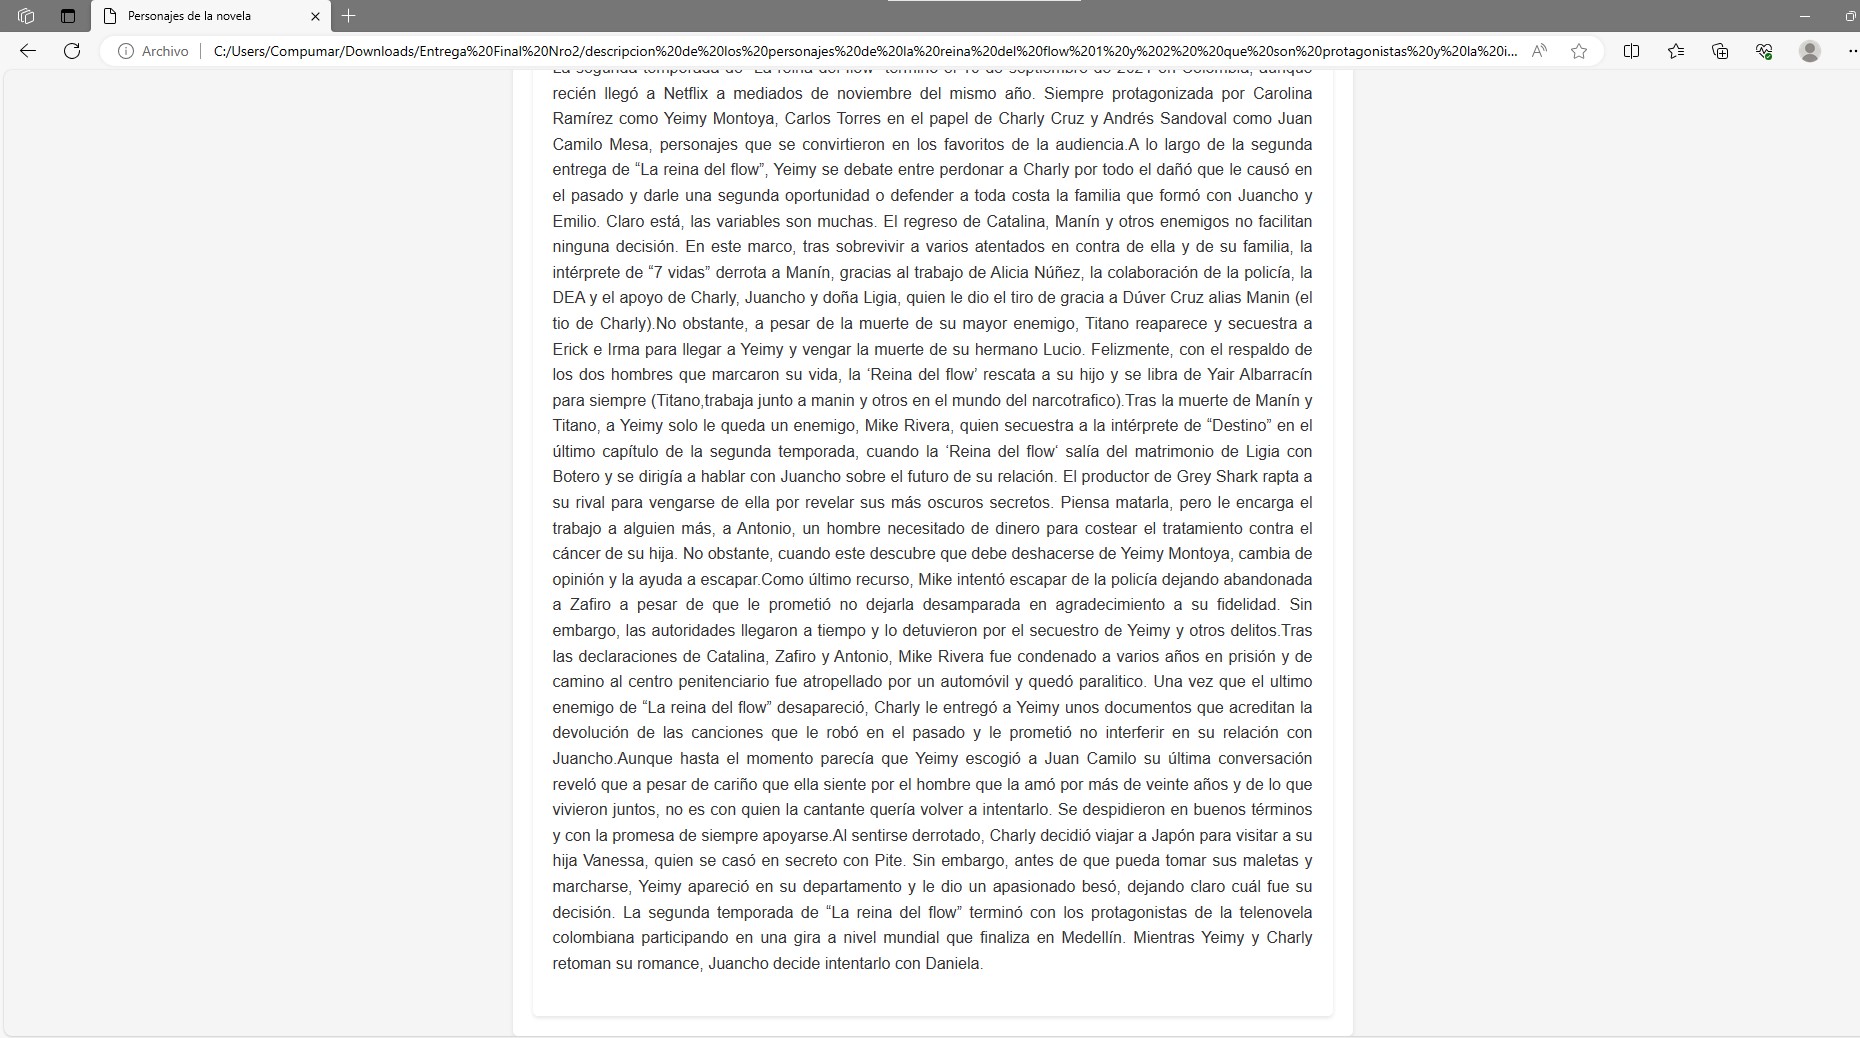 Personajes de la novela
Archivo
C:/Users/Compumar/Downloads/Entrega%20Final%20Nro2/descripcion%20de%20los%20personajes%20de%20la%20reina%20del%20flow%201%20y%202%20%20que%20son%20protagonistas%20y%20la%20i...
La segunda temporada de “La reina del flow” terminó el 10 de septiembre de 2021 en Colombia, aunque
recién llegó a Netflix a mediados de noviembre del mismo año. Siempre protagonizada por Carolina
Ramírez como Yeimy Montoya, Carlos Torres en el papel de Charly Cruz y Andrés Sandoval como Juan
Camilo Mesa, personajes que se convirtieron en los favoritos de la audiencia.A lo largo de la segunda
entrega de “La reina del flow”, Yeimy se debate entre perdonar a Charly por todo el dañó que le causó en
el pasado y darle una segunda oportunidad o defender a toda costa la familia que formó con Juancho y
Emilio. Claro está, las variables son muchas. El regreso de Catalina, Manín y otros enemigos no facilitan
ninguna decisión. En este marco, tras sobrevivir a varios atentados en contra de ella y de su familia, la
intérprete de “7 vidas” derrota a Manín, gracias al trabajo de Alicia Núñez, la colaboración de la policía, la
DEA y el apoyo de Charly, Juancho y doña Ligia, quien le dio el tiro de gracia a Dúver Cruz alias Manin (el
tio de Charly).No obstante, a pesar de la muerte de su mayor enemigo, Titano reaparece y secuestra a
Erick e Irma para llegar a Yeimy y vengar la muerte de su hermano Lucio. Felizmente, con el respaldo de
los dos hombres que marcaron su vida, la ‘Reina del flow’ rescata a su hijo y se libra de Yair Albarracín
para siempre (Titano,trabaja junto a manin y otros en el mundo del narcotrafico).Tras la muerte de Manín y
Titano, a Yeimy solo le queda un enemigo, Mike Rivera, quien secuestra a la intérprete de “Destino” en el
último capítulo de la segunda temporada, cuando la ‘Reina del flow‘ salía del matrimonio de Ligia con
Botero y se dirigía a hablar con Juancho sobre el futuro de su relación. El productor de Grey Shark rapta a
su rival para vengarse de ella por revelar sus más oscuros secretos. Piensa matarla, pero le encarga el
trabajo a alguien más, a Antonio, un hombre necesitado de dinero para costear el tratamiento contra el
cáncer de su hija. No obstante, cuando este descubre que debe deshacerse de Yeimy Montoya, cambia de
opinión y la ayuda a escapar.Como último recurso, Mike intentó escapar de la policía dejando abandonada
a Zafiro a pesar de que le prometió no dejarla desamparada en agradecimiento a su fidelidad. Sin
embargo, las autoridades llegaron a tiempo y lo detuvieron por el secuestro de Yeimy y otros delitos.Tras
las declaraciones de Catalina, Zafiro y Antonio, Mike Rivera fue condenado a varios años en prisión y de
camino al centro penitenciario fue atropellado por un automóvil y quedó paralitico. Una vez que el ultimo
enemigo de “La reina del flow” desapareció, Charly le entregó a Yeimy unos documentos que acreditan la
devolución de las canciones que le robó en el pasado y le prometió no interferir en su relación con
Juancho.Aunque hasta el momento parecía que Yeimy escogió a Juan Camilo su última conversación
reveló que a pesar de cariño que ella siente por el hombre que la amó por más de veinte años y de lo que
vivieron juntos, no es con quien la cantante quería volver a intentarlo. Se despidieron en buenos términos
y con la promesa de siempre apoyarse.Al sentirse derrotado, Charly decidió viajar a Japón para visitar a su
hija Vanessa, quien se casó en secreto con Pite. Sin embargo, antes de que pueda tomar sus maletas y
marcharse, Yeimy apareció en su departamento y le dio un apasionado besó, dejando claro cuál fue su
decisión. La segunda temporada de “La reina del flow” terminó con los protagonistas de la telenovela
colombiana participando en una gira a nivel mundial que finaliza en Medellín. Mientras Yeimy y Charly
retoman su romance, Juancho decide intentarlo con Daniela.